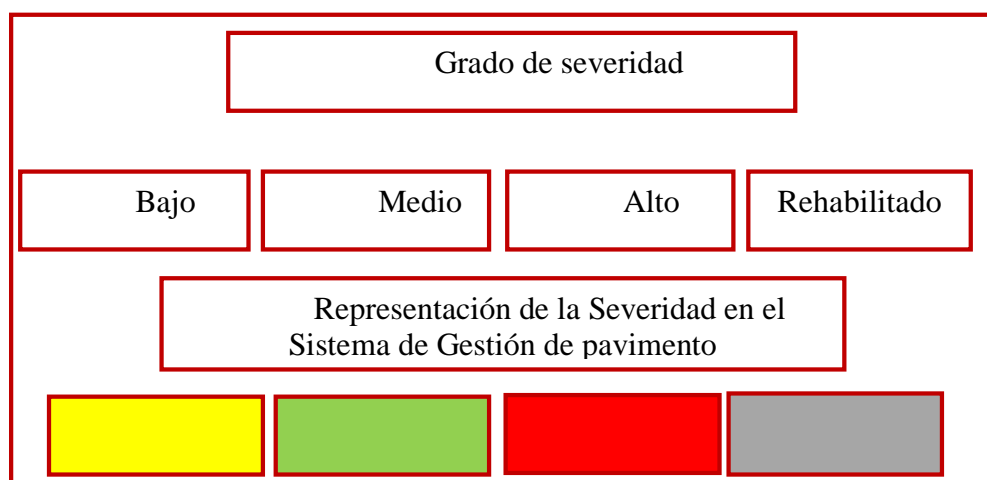 Grado de severidad
Bajo
Medio
Alto
Rehabilitado
Representación de la Severidad en el
Sistema de Gestión de pavimento